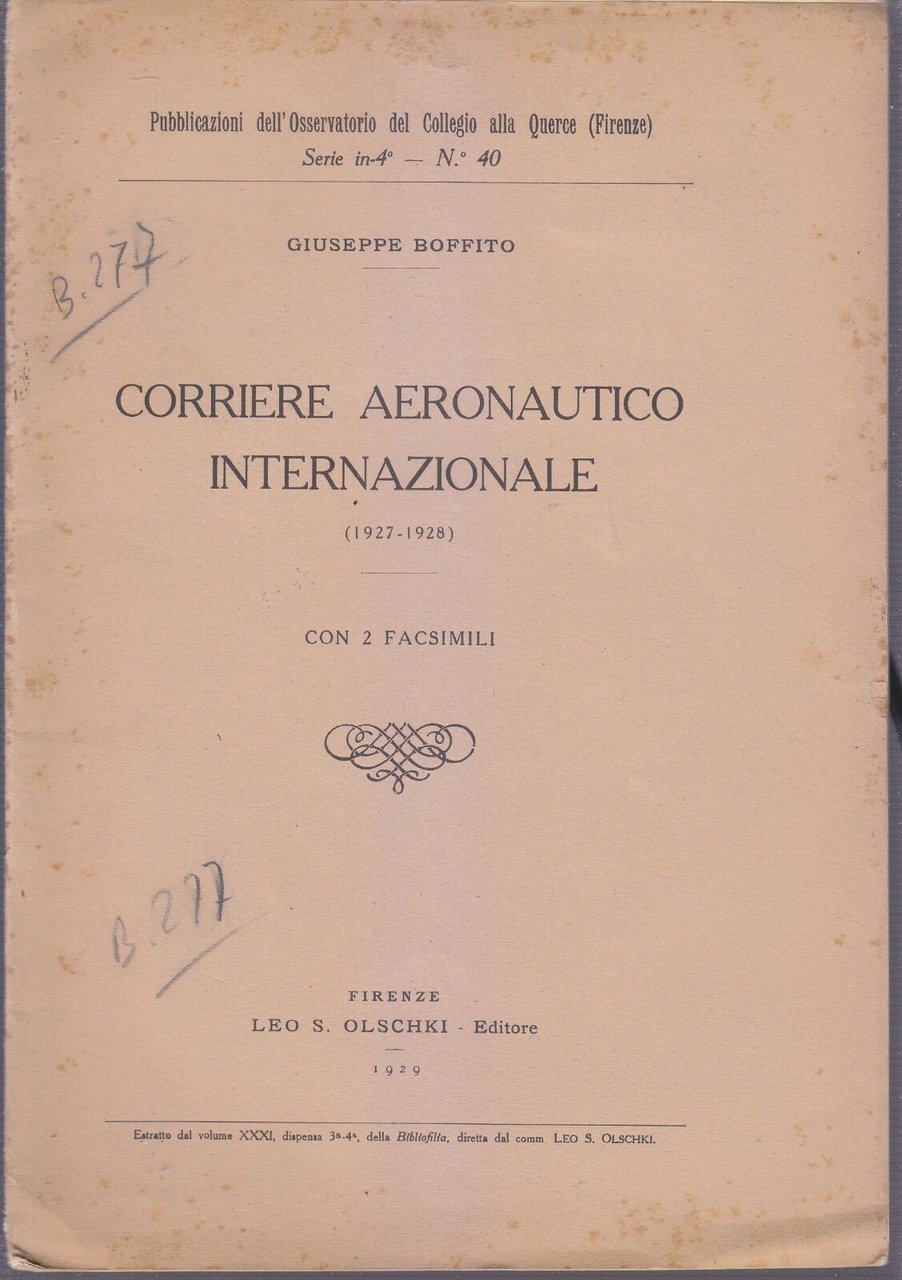 Pubblicazioni dell'Osservatorio del Collegio alla Querce (Firenze)
Serie in-4° — N.° 40
GIUSEPPE BOFFITO
B. 277
CORRIERE AERONAUTICO
INTERNAZIONALE
(1927-1928)
CON 2 FACSIMILI
B. 277
FIRENZE
LEO S. OLSCHKI - Editore
1929
Estratto dal volume XXXI, dispensa 3ª-4ª, della Bibliofilia, diretta dal comm. LEO S. OLSCHKI.